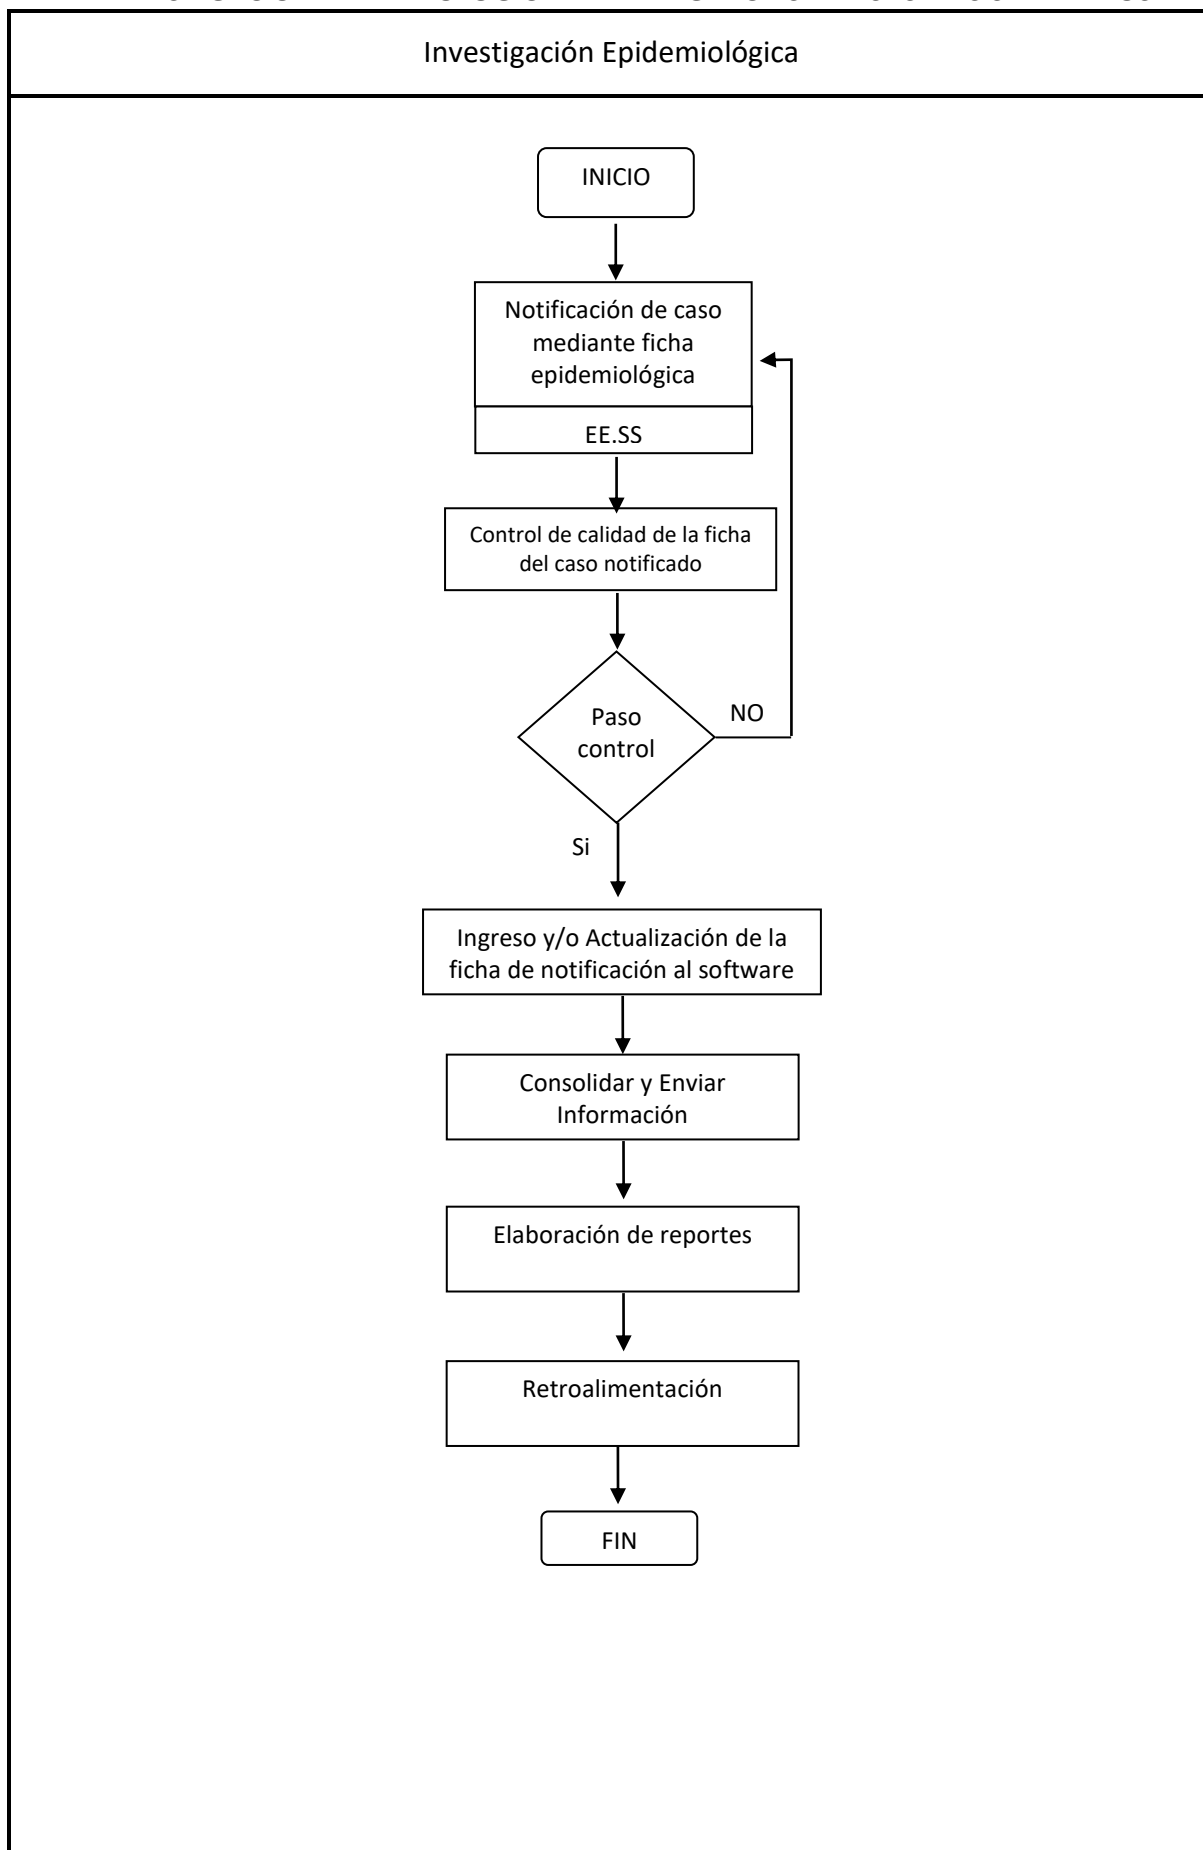 Investigación Epidemiológica
INICIO
Notificación de caso
mediante ficha
epidemiológica
EE.SS
Control de calidad de la ficha
del caso notificado
Paso
control
NO
Si
Ingreso y/o Actualización de la
ficha de notificación al software
Consolidar y Enviar
Información
Elaboración de reportes
Retroalimentación
FIN